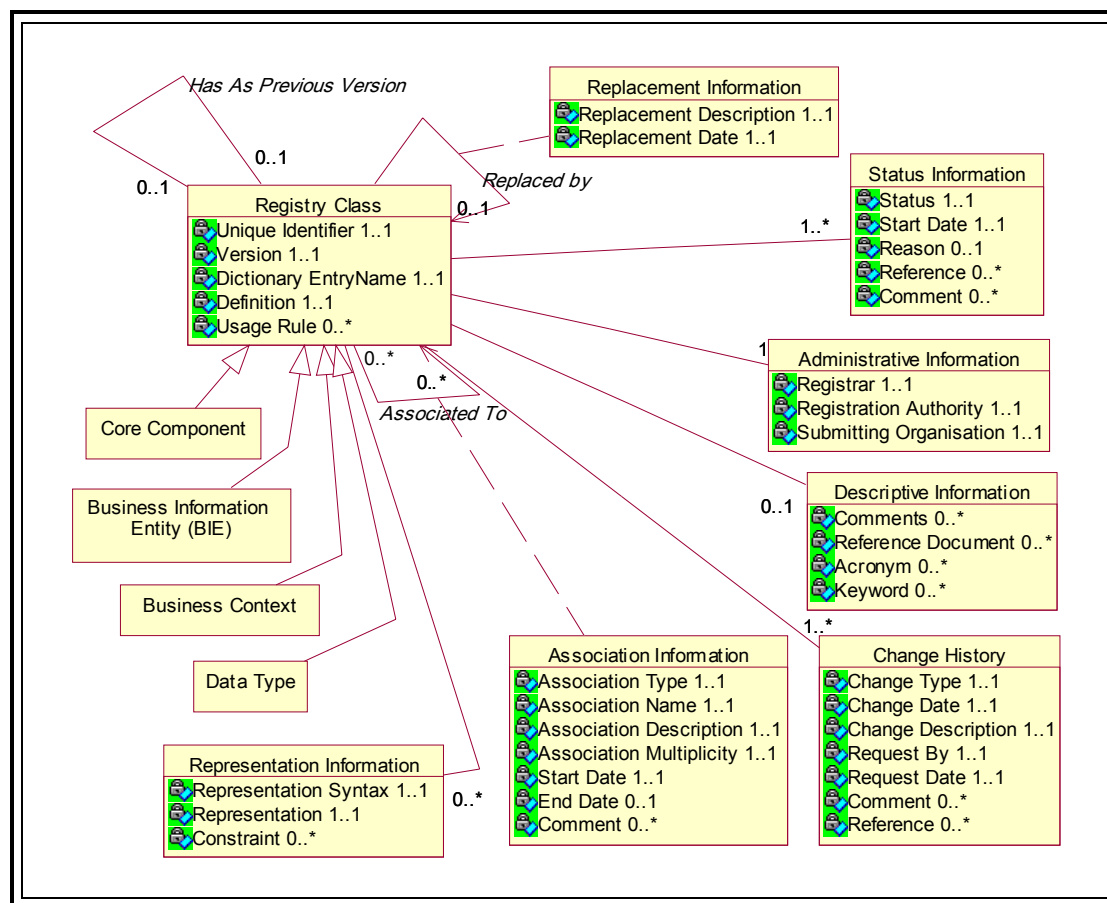 Has As Previous Version
0..1
0..1
Replacement Information
Replacement Description 1..1
Replacement Date 1..1
Replaced by
0..1
Registry Class
Unique Identifier 1..1
Version 1..1
Dictionary EntryName 1..1
Definition 1..1
Usage Rule 0..*
Status Information
Status 1..1
Start Date 1..1
Reason 0..1
Reference 0..*
Comment 0..*
1..*
Administrative Information
Registrar 1..1
Registration Authority 1..1
Submitting Organisation 1..1
1
0..*
0..*
Associated To
Core Component
Business Information
Entity (BIE)
Business Context
Data Type
Descriptive Information
Comments 0..*
Reference Document 0..*
Acronym 0..*
Keyword 0..*
0..1
Representation Information
Representation Syntax 1..1
Representation 1..1
Constraint 0..*
0..*
Association Information
Association Type 1..1
Association Name 1..1
Association Description 1..1
Association Multiplicity 1..1
Start Date 1..1
End Date 0..1
Comment 0..*
1..*
Change History
Change Type 1..1
Change Date 1..1
Change Description 1..1
Request By 1..1
Request Date 1..1
Comment 0..*
Reference 0..*